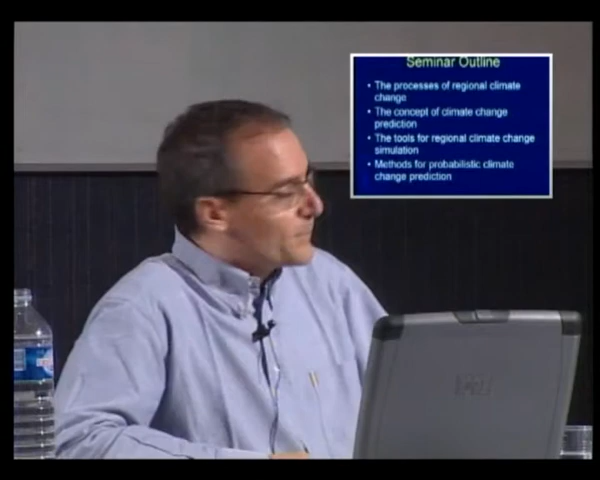 Seminar Outline
• The processes of regional climate
change
• The concept of climate change
prediction
• The tools for regional climate change
simulation
• Methods for probabilistic climate
change prediction